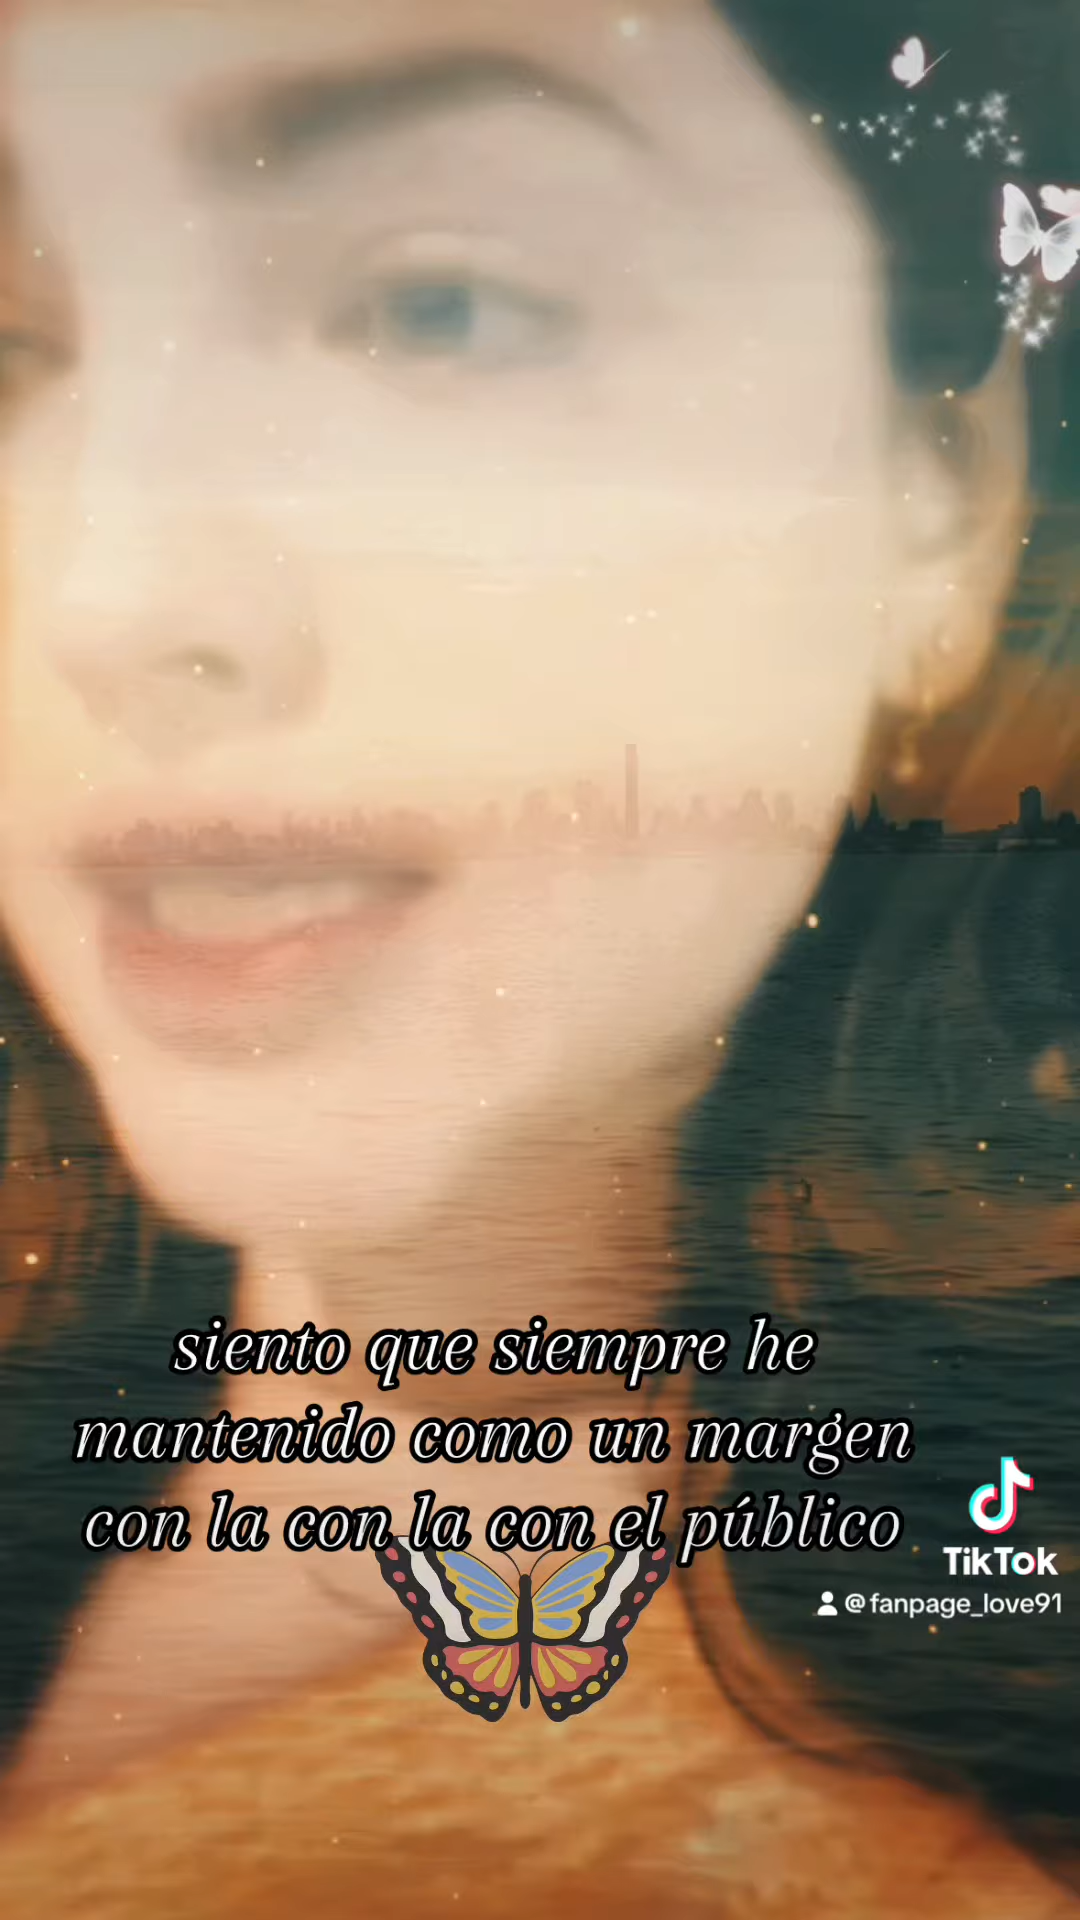 siento que siempre he
mantenido como un margen
con la con la con el público
TikTok
@fanpage_love91